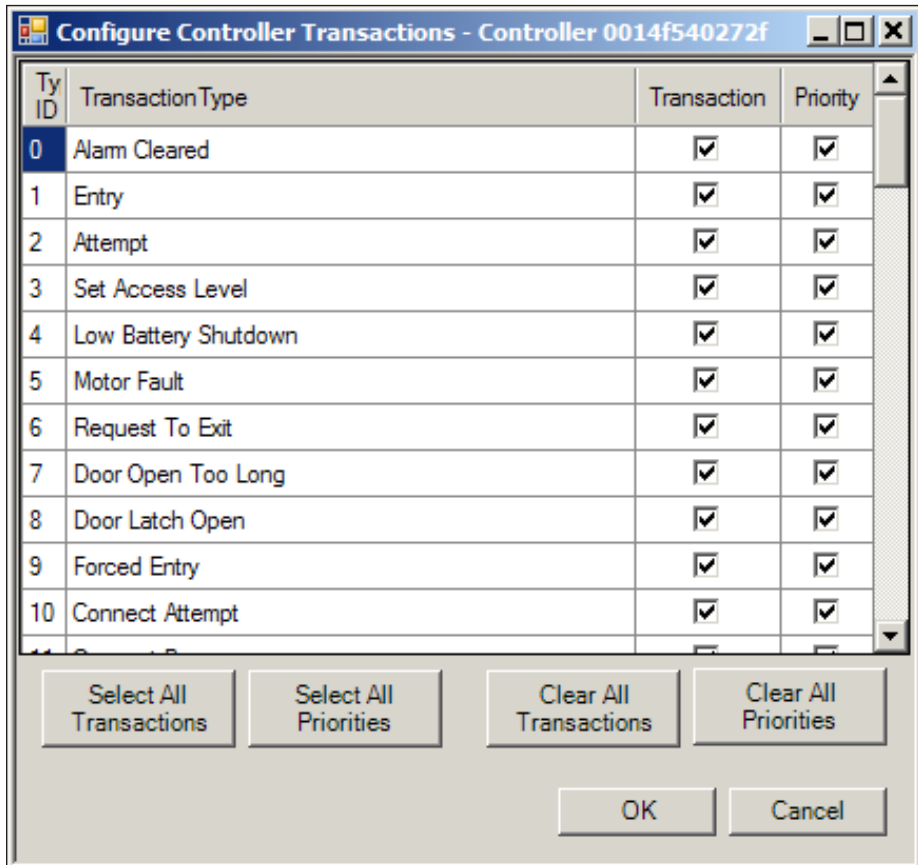 Configure Controller Transactions - Controller 0014f540272f
Ty ID TransactionType Transaction Priority
0 Alarm Cleared
1 Entry
2 Attempt
3 Set Access Level
4 Low Battery Shutdown
5 Motor Fault
6 Request To Exit
7 Door Open Too Long
8 Door Latch Open
9 Forced Entry
10 Connect Attempt
Select All Transactions
Select All Priorities
Clear All Transactions
Clear All Priorities
OK Cancel